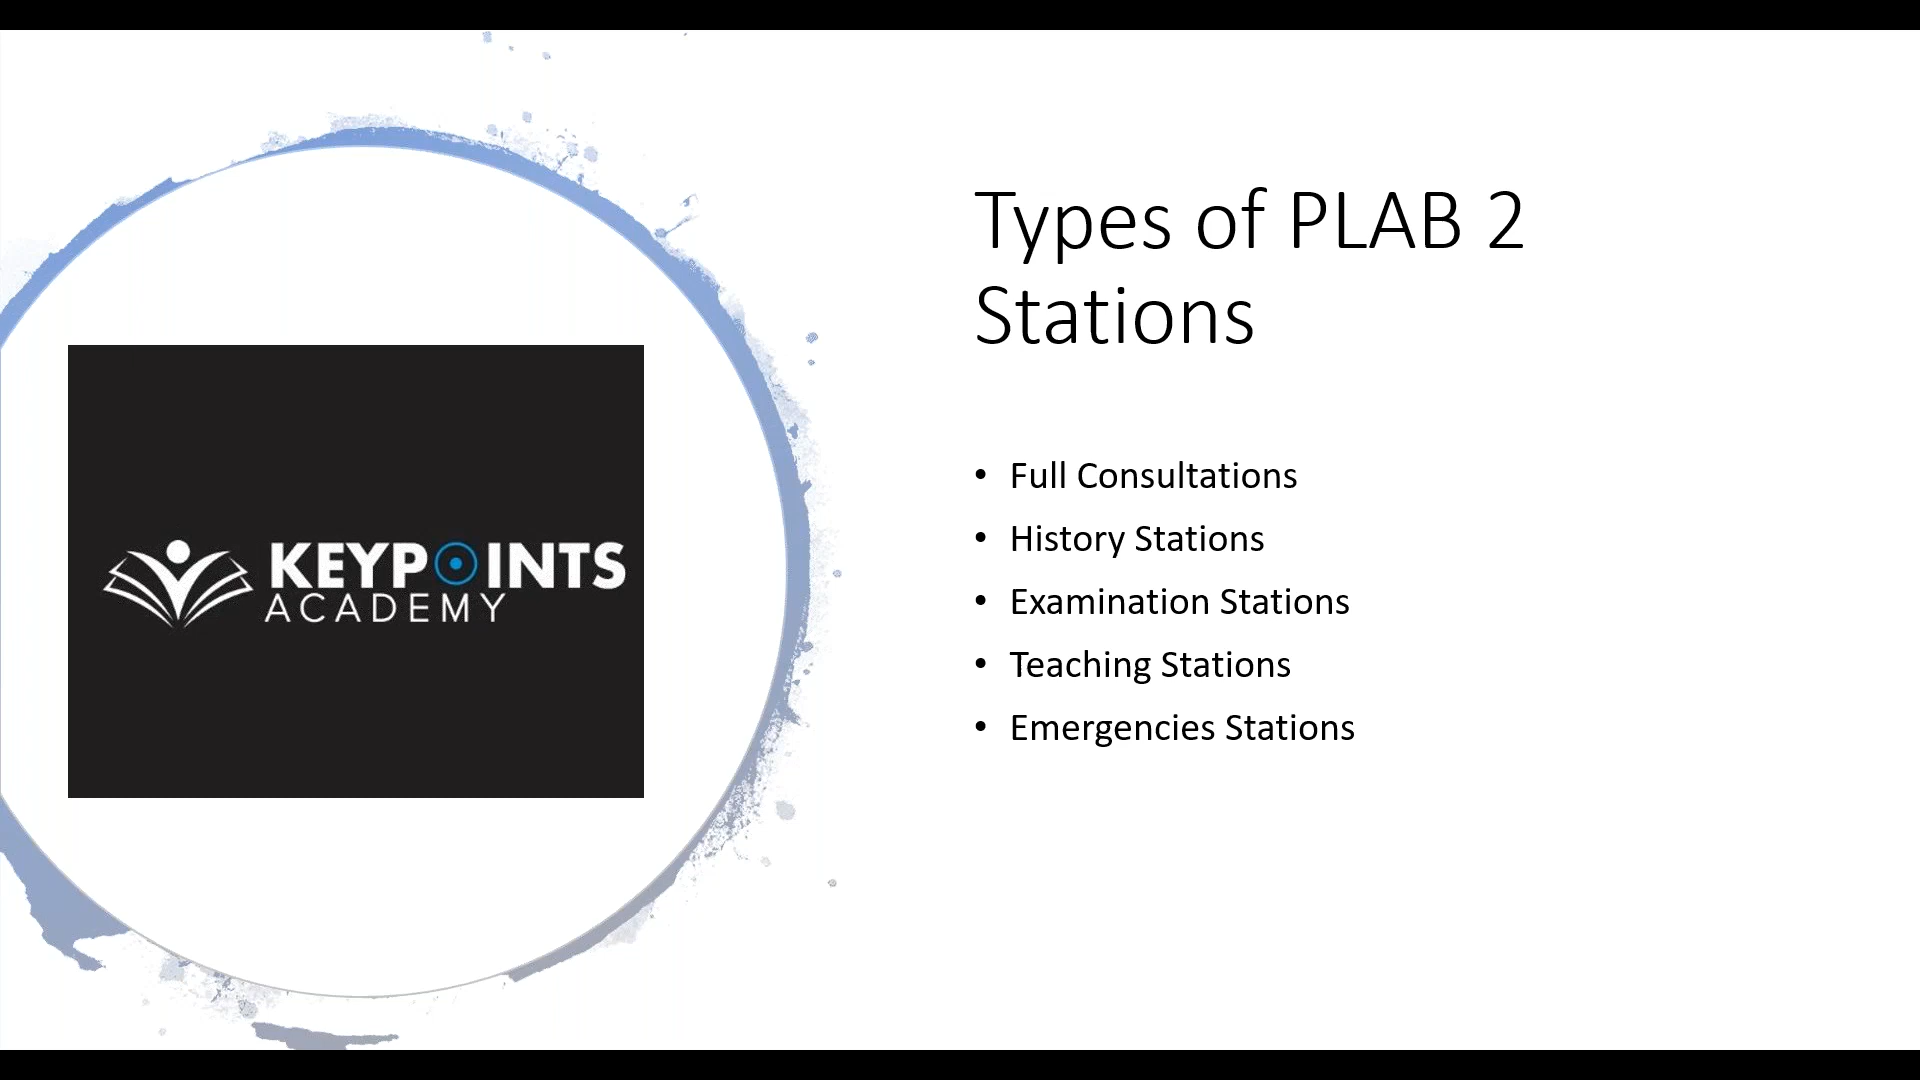 KEYPOINTS
ACADEMY
Types of PLAB 2
Stations
• Full Consultations
• History Stations
• Examination Stations
• Teaching Stations
• Emergencies Stations